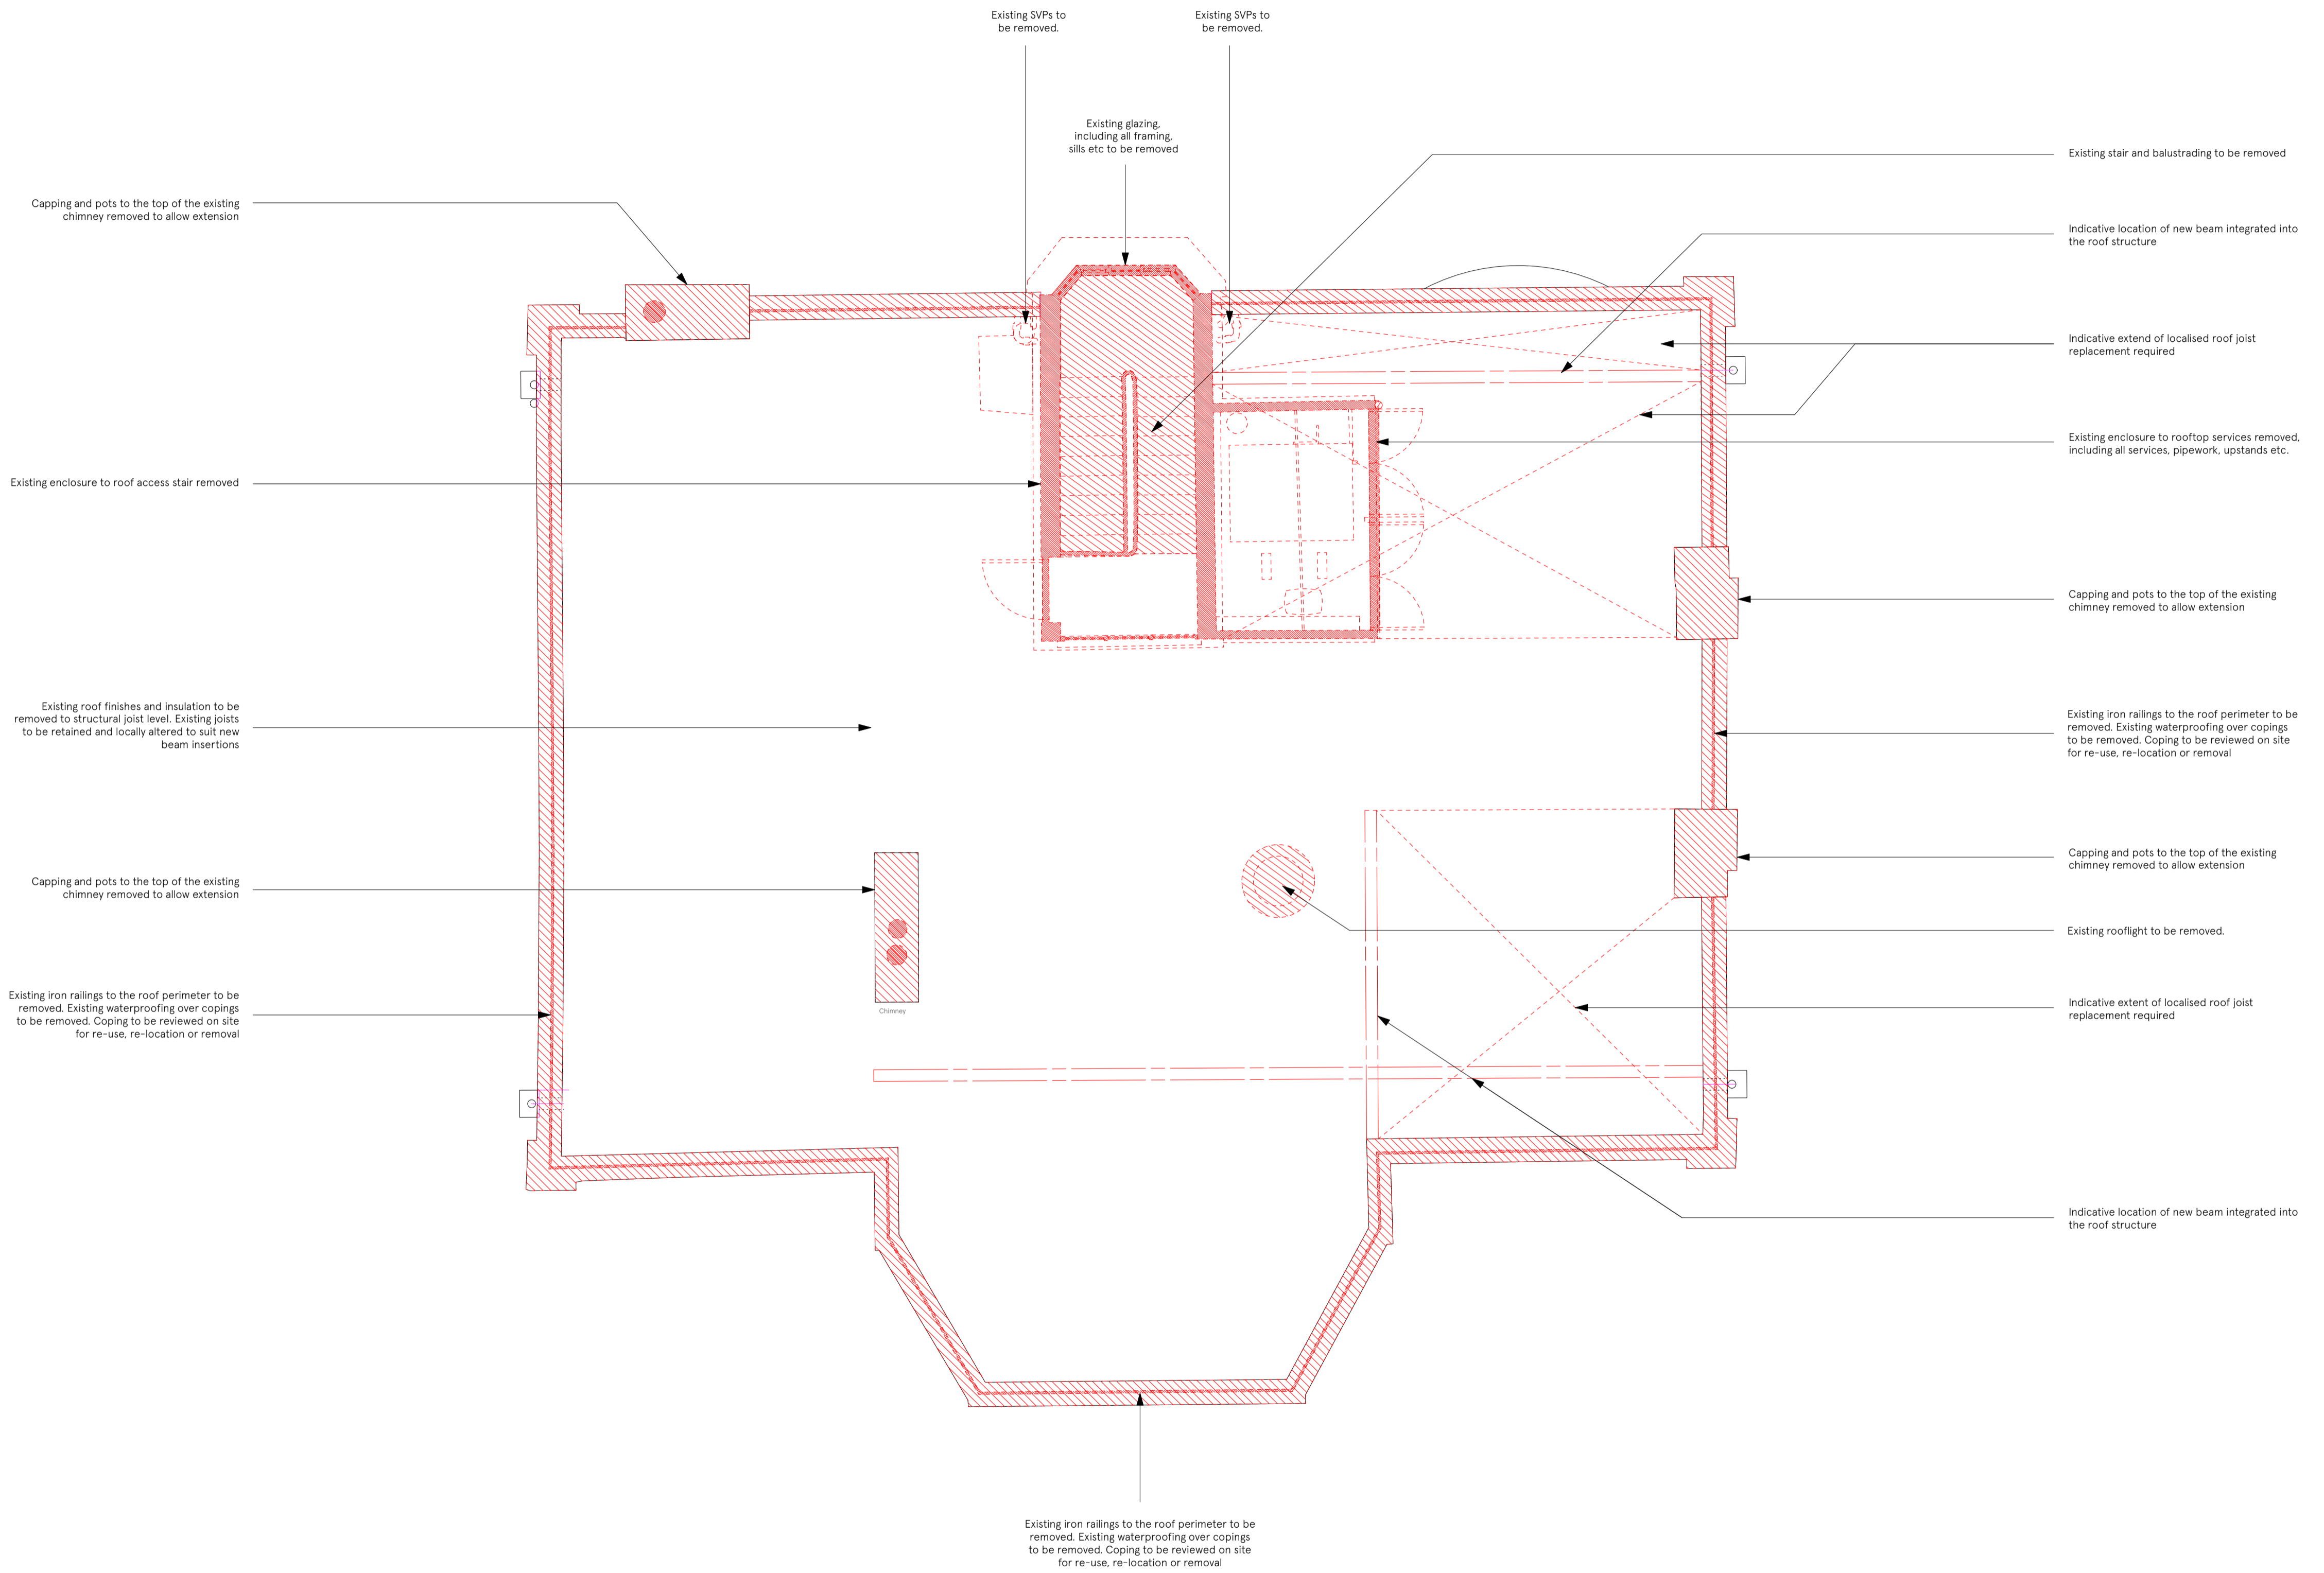 Existing SVPs to
be removed.
Existing SVPs to
be removed.
Existing glazing,
including all framing,
sills etc to be removed
Existing stair and balustrading to be removed
Capping and pots to the top of the existing
chimney removed to allow extension
Indicative location of new beam integrated into
the roof structure
Indicative extend of localised roof joist
replacement required
Existing enclosure to rooftop services removed,
including all services, pipework, upstands etc.
Existing enclosure to roof access stair removed
Capping and pots to the top of the existing
chimney removed to allow extension
Existing roof finishes and insulation to be
removed to structural joist level. Existing joists
to be retained and locally altered to suit new
beam insertions
Existing iron railings to the roof perimeter to be
removed. Existing waterproofing over copings
to be removed. Coping to be reviewed on site
for re-use, re-location or removal
Capping and pots to the top of the existing
chimney removed to allow extension
Capping and pots to the top of the existing
chimney removed to allow extension
Existing rooflight to be removed.
Existing iron railings to the roof perimeter to be
removed. Existing waterproofing over copings
to be removed. Coping to be reviewed on site
for re-use, re-location or removal
Chimney
Indicative extent of localised roof joist
replacement required
Indicative location of new beam integrated into
the roof structure
Existing iron railings to the roof perimeter to be
removed. Existing waterproofing over copings
to be removed. Coping to be reviewed on site
for re-use, re-location or removal